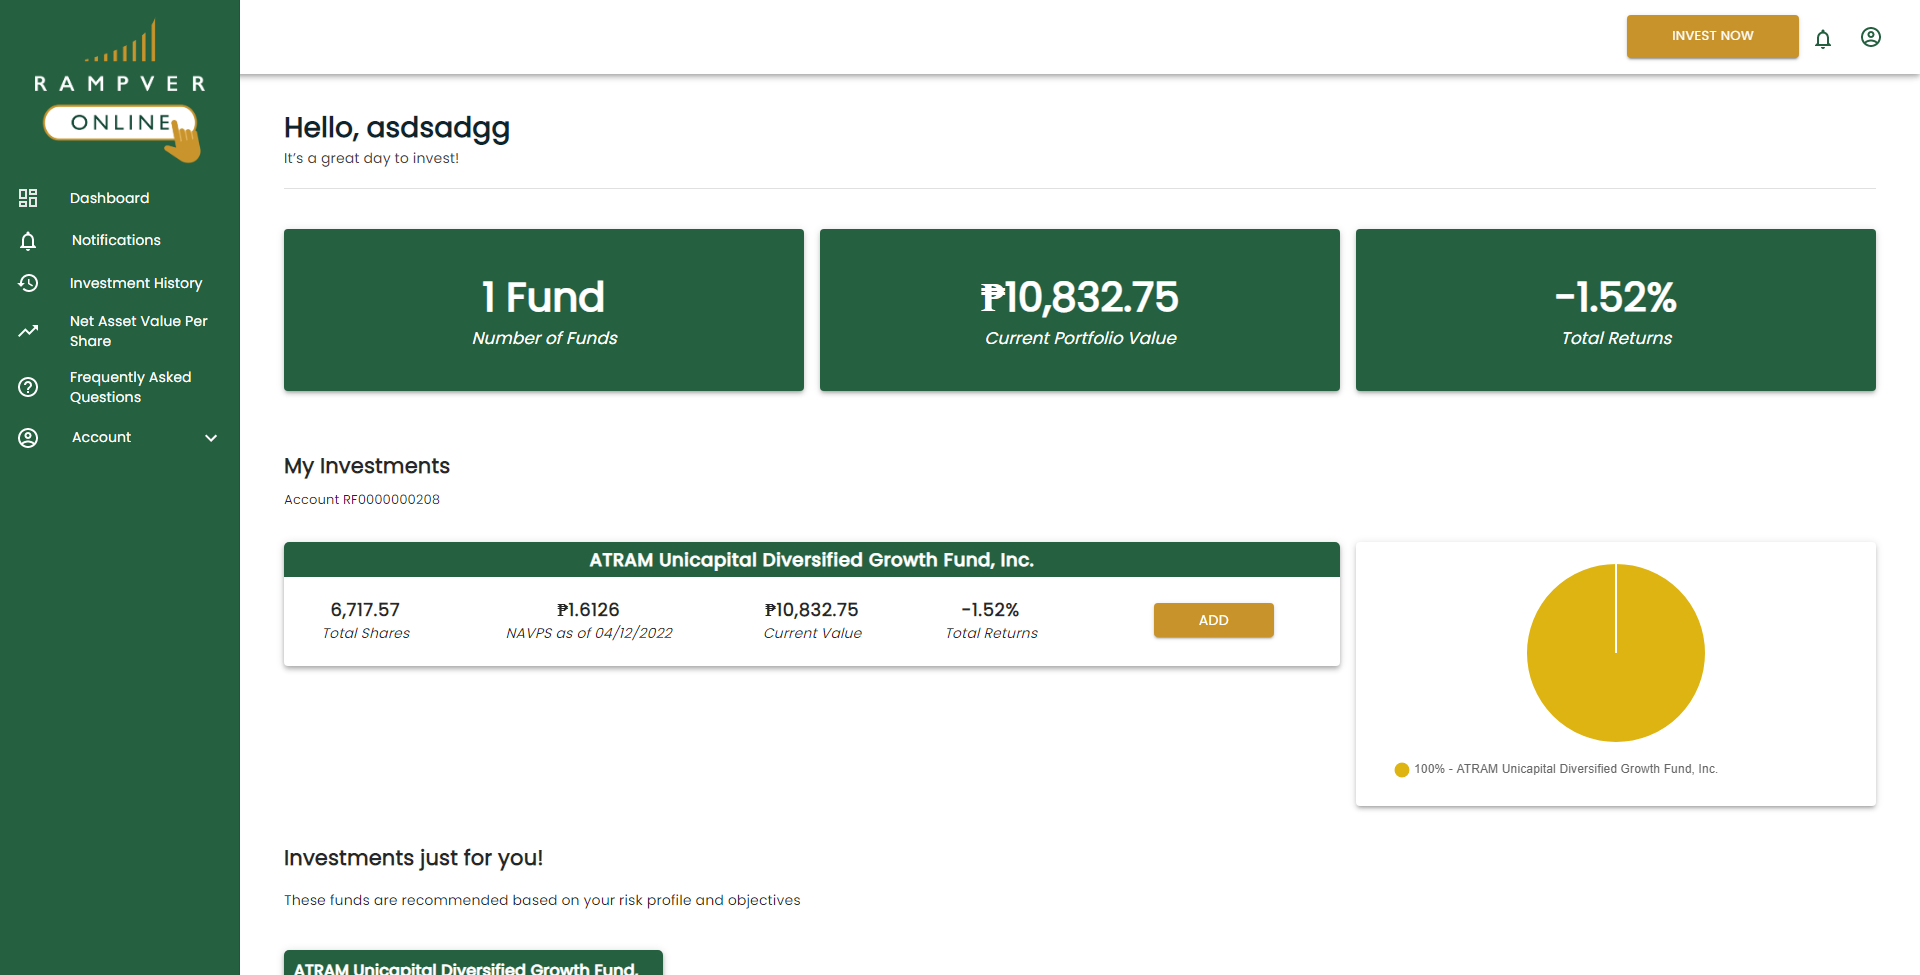 RAMPVER
ONLINE
INVEST NOW
Dashboard
Notifications
Investment History
Net Asset Value Per
Share
Frequently Asked
Questions
Account
Hello, asdsadgg
It's a great day to invest!
1 Fund
Number of Funds
₱10,832.75
Current Portfolio Value
-1.52%
Total Returns
My Investments
Account RF0000000208
ATRAM Unicapital Diversified Growth Fund, Inc.
6,717.57
Total Shares
₱1.6126
NAVPS as of 04/12/2022
₱10,832.75
Current Value
-1.52%
Total Returns
ADD
100% - ATRAM Unicapital Diversified Growth Fund, Inc.
Investments just for you!
These funds are recommended based on your risk profile and objectives
ATRAM Unicapital Diversified Growth Fund,